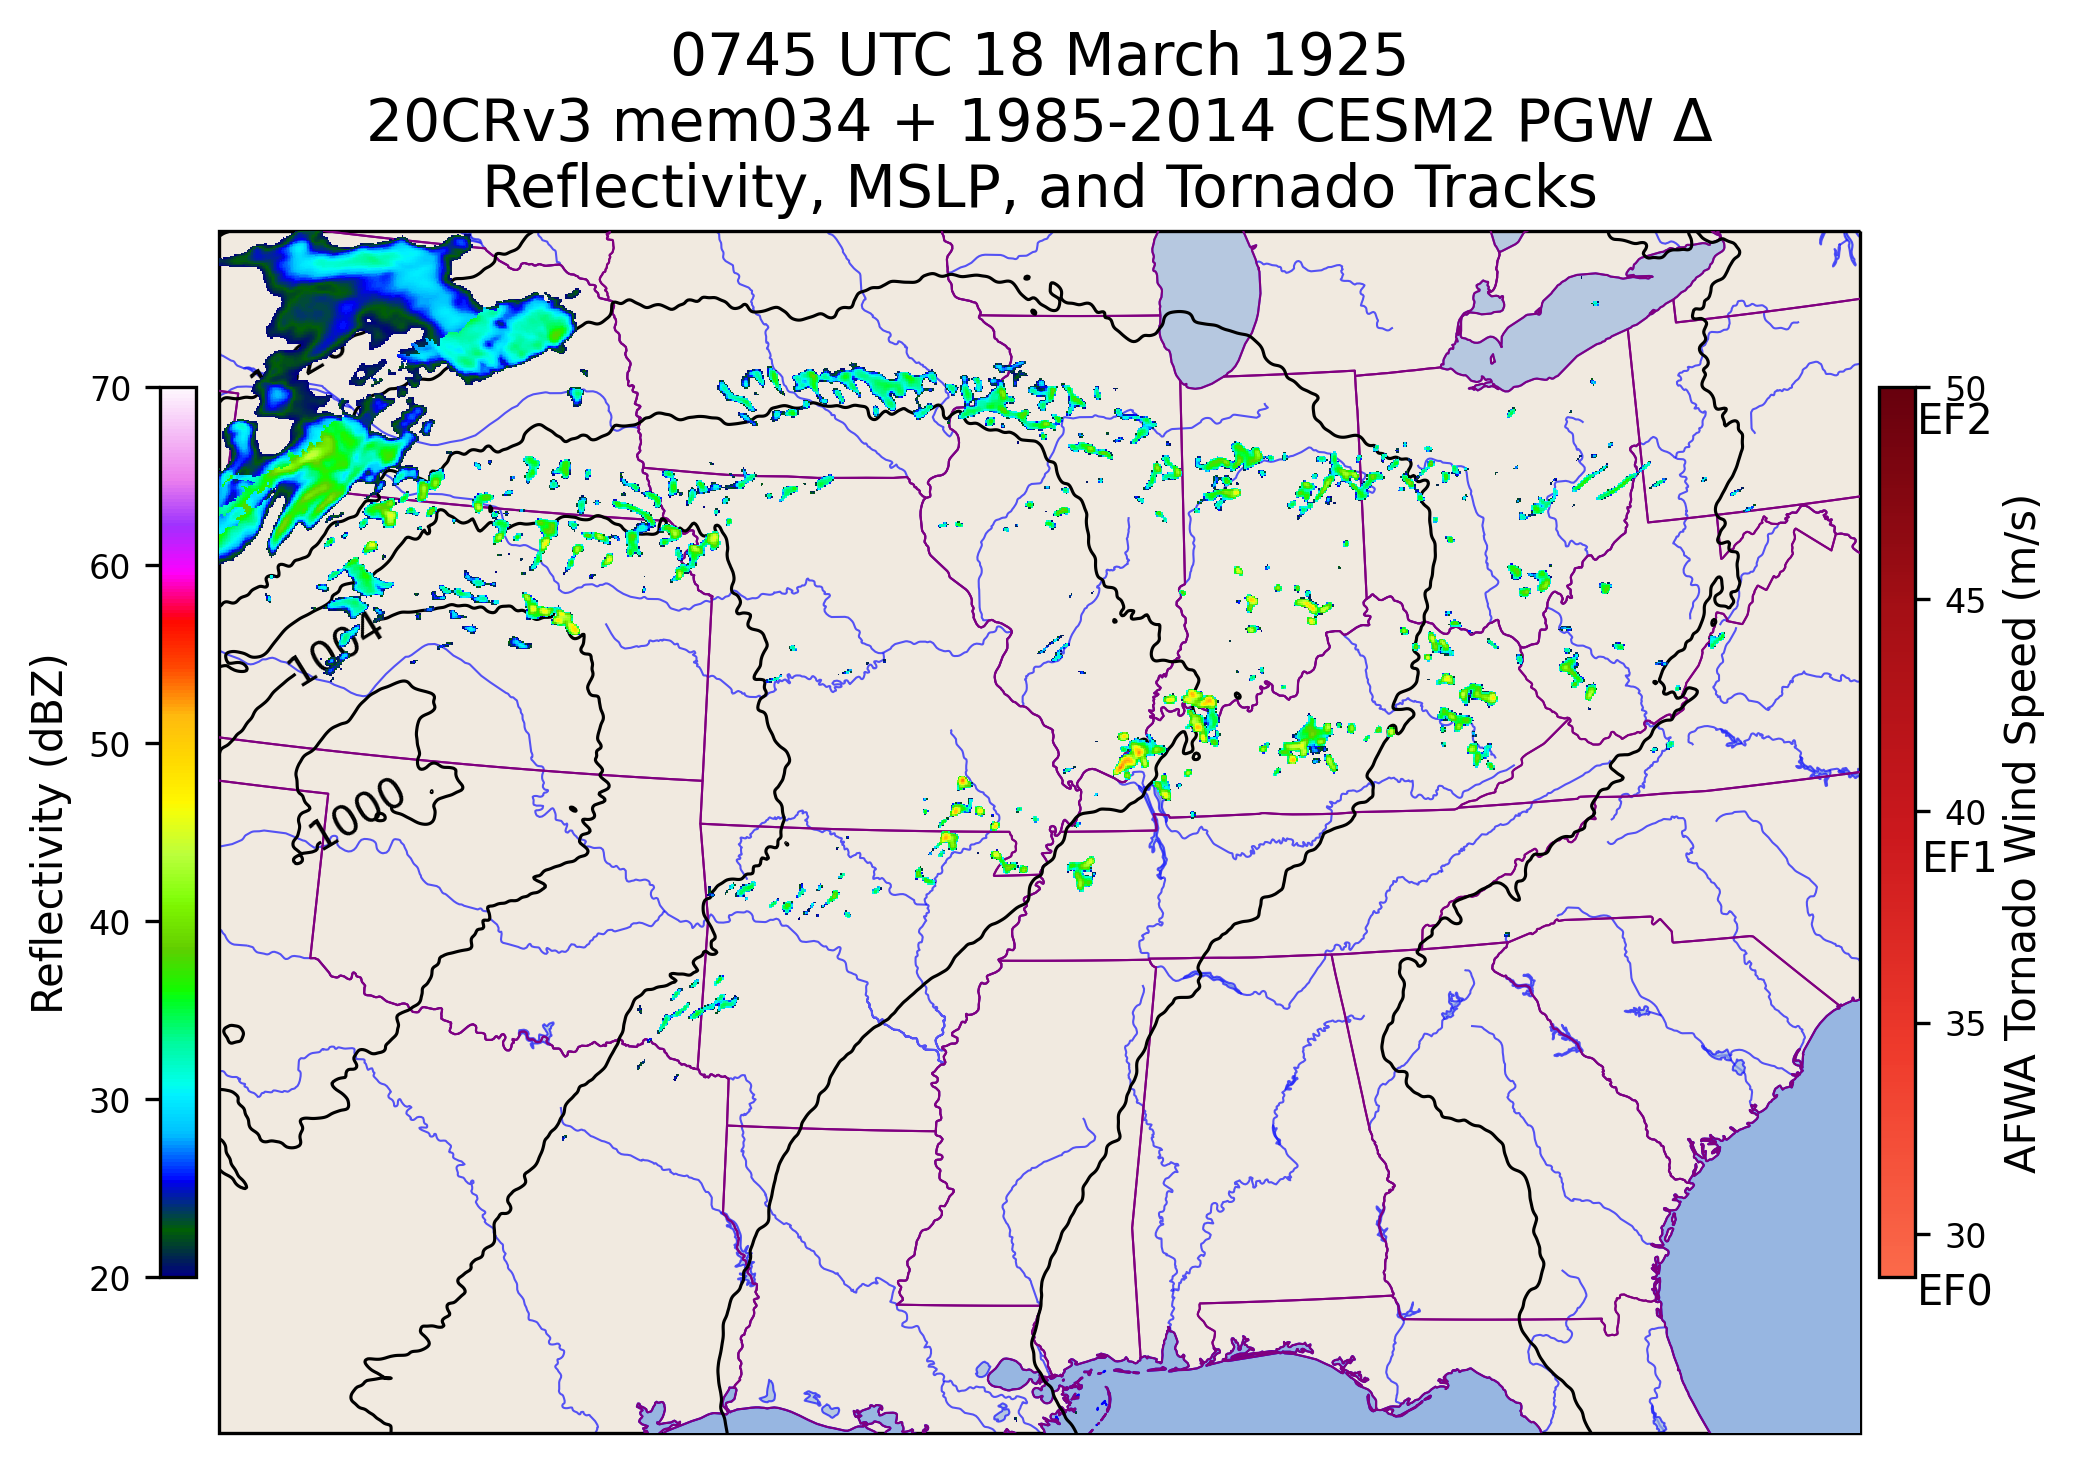 0745 UTC 18 March 1925
20CRv3 mem034 + 1985-2014 CESM2 PGW Δ
Reflectivity, MSLP, and Tornado Tracks
Reflectivity (dBZ)
70
60
50
40
30
20
1004
1000
50
EF2
45
40
EF1
35
30
EF0
AFWA Tornado Wind Speed (m/s)